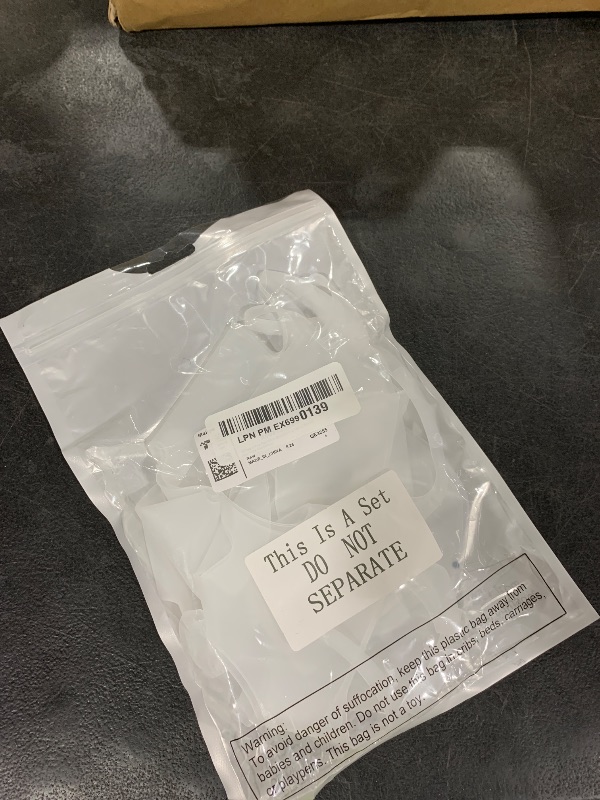 LPN PM EX6990139
This Is A Set
DO NOT
SEPARATE
Warning:
To avoid danger of suffocation, keep this plastic bag away from
babies and children. Do not use this bag in cribs, beds, carriages,
or playpens. This bag is not a toy.